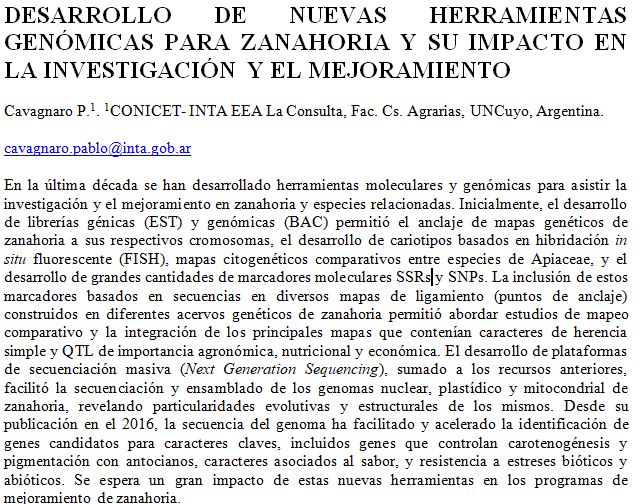 DESARROLLO DE NUEVAS HERRAMIENTAS
GENÓMICAS PARA ZANAHORIA Y SU IMPACTO EN
LA INVESTIGACIÓN Y EL MEJORAMIENTO
Cavagnaro P.¹. ¹CONICET- INTA EEA La Consulta, Fac. Cs. Agrarias, UNCuyo, Argentina.
cavagnaro.pablo@inta.gob.ar
En la última década se han desarrollado herramientas moleculares y genómicas para asistir la
investigación y el mejoramiento en zanahoria y especies relacionadas. Inicialmente, el desarrollo
de librerías génicas (EST) y genómicas (BAC) permitió el anclaje de mapas genéticos de
zanahoria a sus respectivos cromosomas, el desarrollo de cariotipos basados en hibridación in
situ fluorescente (FISH), mapas citogenéticos comparativos entre especies de Apiaceae, y el
desarrollo de grandes cantidades de marcadores moleculares SSRs y SNPs. La inclusión de estos
marcadores basados en secuencias en diversos mapas de ligamiento (puntos de anclaje)
construidos en diferentes acervos genéticos de zanahoria permitió abordar estudios de mapeo
comparativo y la integración de los principales mapas que contenían caracteres de herencia
simple y QTL de importancia agronómica, nutricional y económica. El desarrollo de plataformas
de secuenciación masiva (Next Generation Sequencing), sumado a los recursos anteriores,
facilitó la secuenciación y ensamblado de los genomas nuclear, plastídico y mitocondrial de
zanahoria, revelando particularidades evolutivas y estructurales de los mismos. Desde su
publicación en el 2016, la secuencia del genoma ha facilitado y acelerado la identificación de
genes candidatos para caracteres claves, incluidos genes que controlan carotenogénesis y
pigmentación con antocianos, caracteres asociados al sabor, y resistencia a estreses bióticos y
abióticos. Se espera un gran impacto de estas nuevas herramientas en los programas de
mejoramiento de zanahoria.